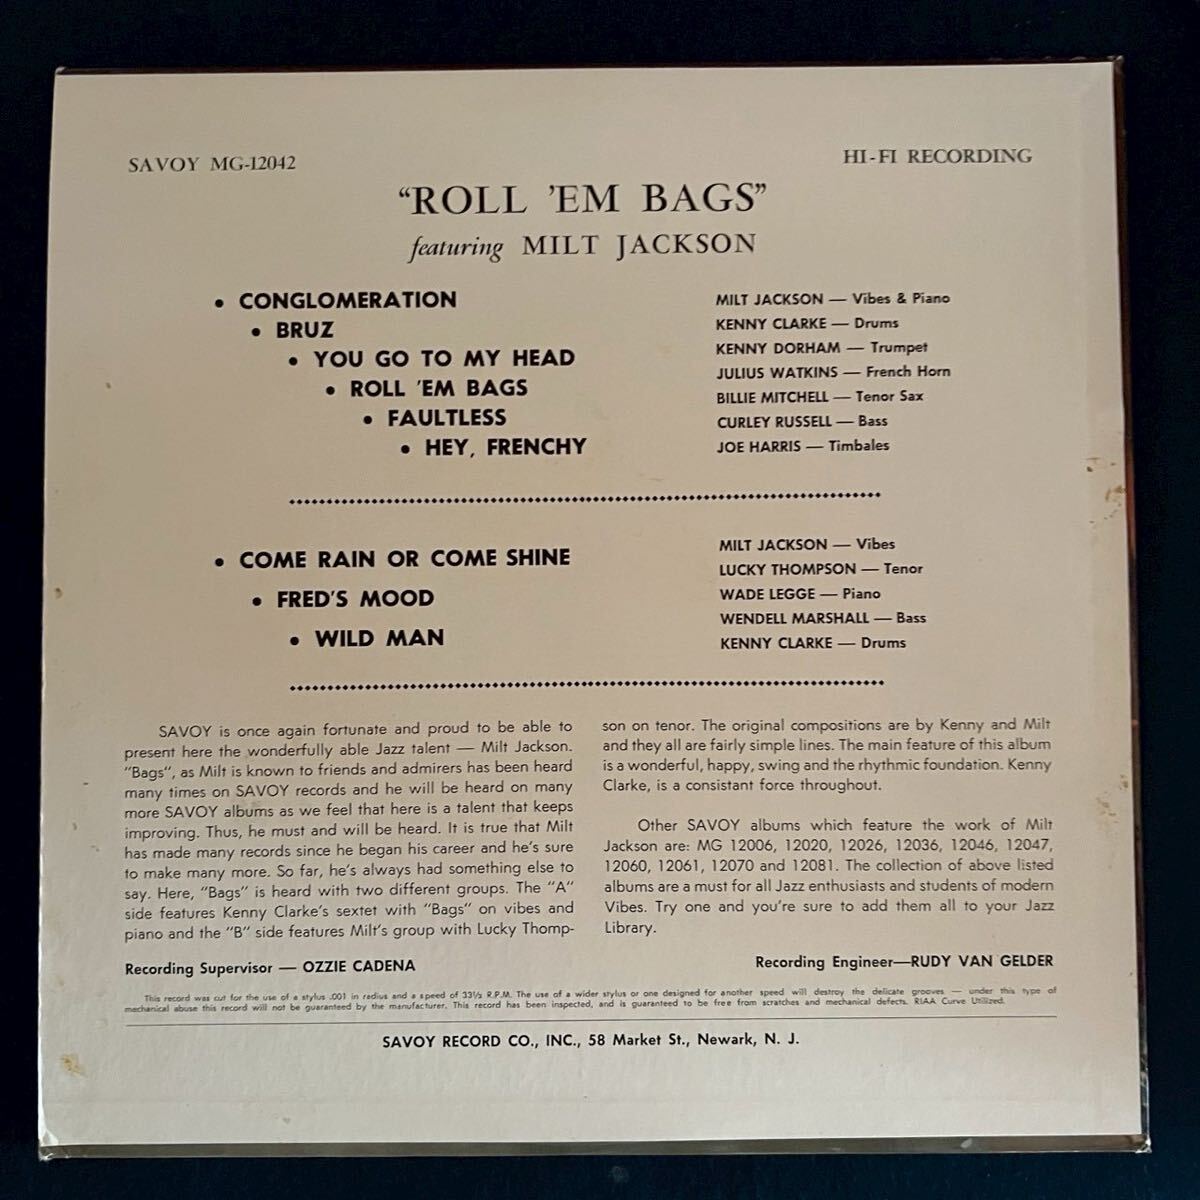 SAVOY MG-12042
HI-FI RECORDING
“ROLL ’EM BAGS”
featuring MILT JACKSON
• CONGLOMERATION
• BRUZ
• YOU GO TO MY HEAD
• ROLL ’EM BAGS
• FAULTLESS
• HEY, FRENCHY
MILT JACKSON — Vibes & Piano
KENNY CLARKE — Drums
KENNY DORHAM — Trumpet
JULIUS WATKINS — French Horn
BILLIE MITCHELL — Tenor Sax
CURLEY RUSSELL — Bass
JOE HARRIS — Timbales
• COME RAIN OR COME SHINE
• FRED’S MOOD
• WILD MAN
MILT JACKSON — Vibes
LUCKY THOMPSON — Tenor
WADE LEGGE — Piano
WENDELL MARSHALL — Bass
KENNY CLARKE — Drums
SAVOY is once again fortunate and proud to be able to
present here the wonderfully able Jazz talent — Milt Jackson.
“Bags”, as Milt is known to friends and admirers has been heard
many times on SAVOY records and he will be heard on many
more SAVOY albums as we feel that here is a talent that keeps
improving. Thus, he must and will be heard. It is true that Milt
has made many records since he began his career and he’s sure
to make many more. So far, he’s always had something else to
say. Here, “Bags” is heard with two different groups. The “A”
side features Kenny Clarke’s sextet with “Bags” on vibes and
piano and the “B” side features Milt’s group with Lucky Thomp-
son on tenor. The original compositions are by Kenny and Milt
and they all are fairly simple lines. The main feature of this album
is a wonderful, happy, swing and the rhythmic foundation. Kenny
Clarke, is a consistant force throughout.
Other SAVOY albums which feature the work of Milt
Jackson are: MG 12006, 12020, 12026, 12036, 12046, 12047,
12060, 12061, 12070 and 12081. The collection of above listed
albums are a must for all Jazz enthusiasts and students of modern
Vibes. Try one and you’re sure to add them all to your Jazz
Library.
Recording Supervisor — OZZIE CADENA
Recording Engineer—RUDY VAN GELDER
This record was cut for the use of a stylus .001 in radius and a speed of 33⅓ R.P.M. The use of a wider stylus or one designed for another speed will destroy the delicate grooves — under this type of
mechanical abuse this record will not be guaranteed by the manufacturer. This record has been inspected, and is guaranteed to be free from scratches and mechanical defects. RIAA Curve Utilized.
SAVOY RECORD CO., INC., 58 Market St., Newark, N. J.